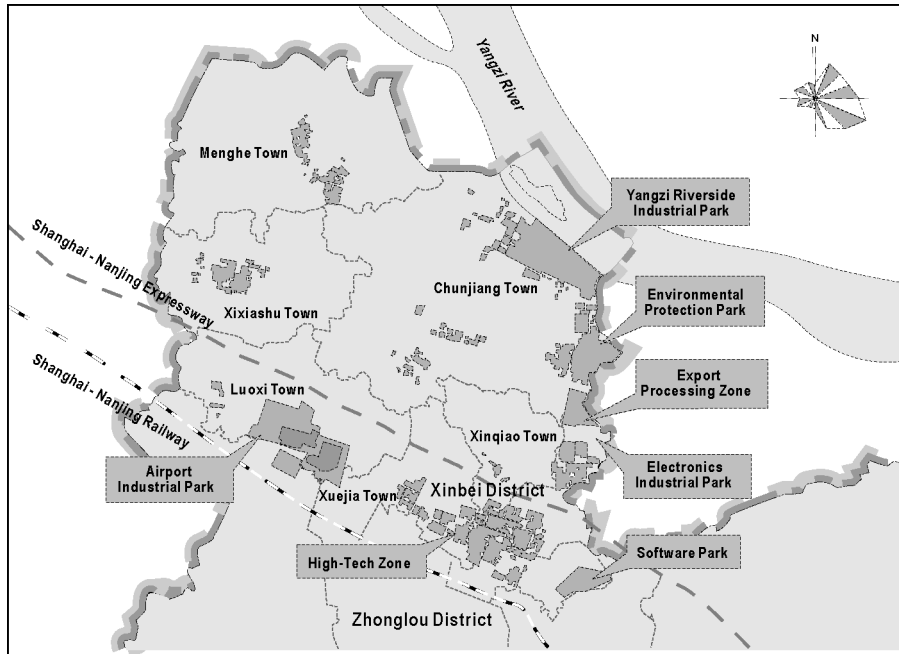 N
Yangzi River
Menghe Town
Yangzi Riverside
Industrial Park
Shanghai - Nanjing Expressway
Chunjiang Town
Environmental
Protection Park
Xixiashu Town
Shanghai - Nanjing Railway
Luoxi Town
Export
Processing Zone
Xinqiao Town
Airport
Industrial Park
Electronics
Industrial Park
Xuejia Town
Xinbei District
High-Tech Zone
Software Park
Zhonglou District